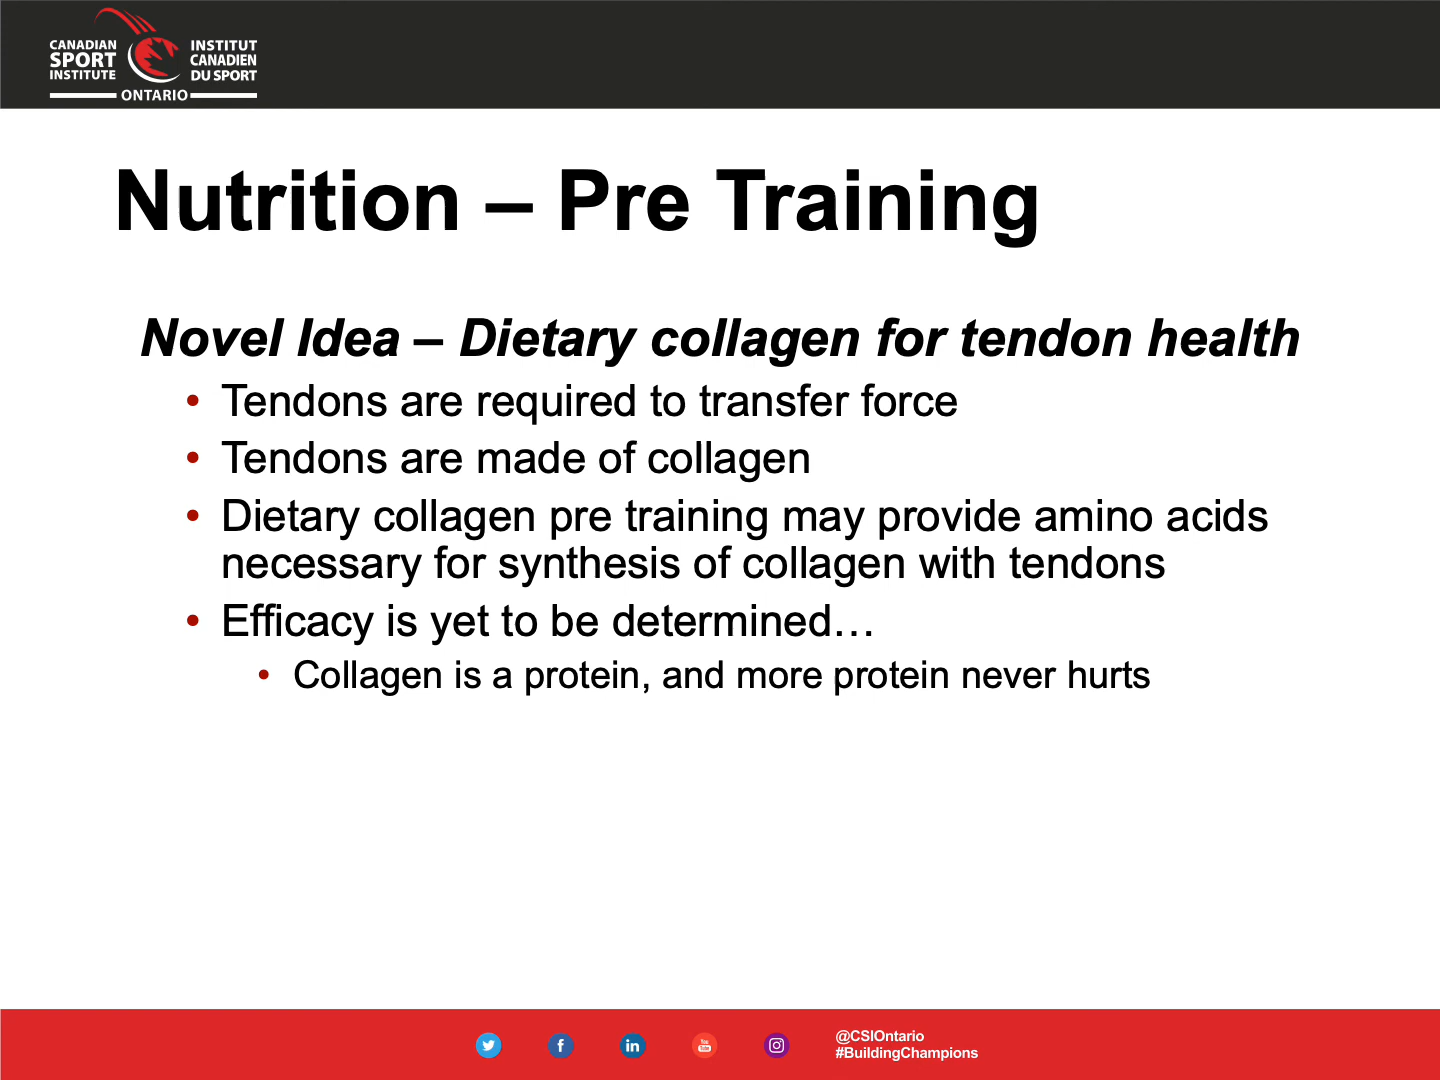 CANADIAN
SPORT
INSTITUTE
INSTITUT
CANADIEN
DU SPORT
ONTARIO
Nutrition – Pre Training
Novel Idea – Dietary collagen for tendon health
• Tendons are required to transfer force
• Tendons are made of collagen
• Dietary collagen pre training may provide amino acids
necessary for synthesis of collagen with tendons
• Efficacy is yet to be determined…
• Collagen is a protein, and more protein never hurts
f
in
You
Tube
@CSIOntario
#BuildingChampions